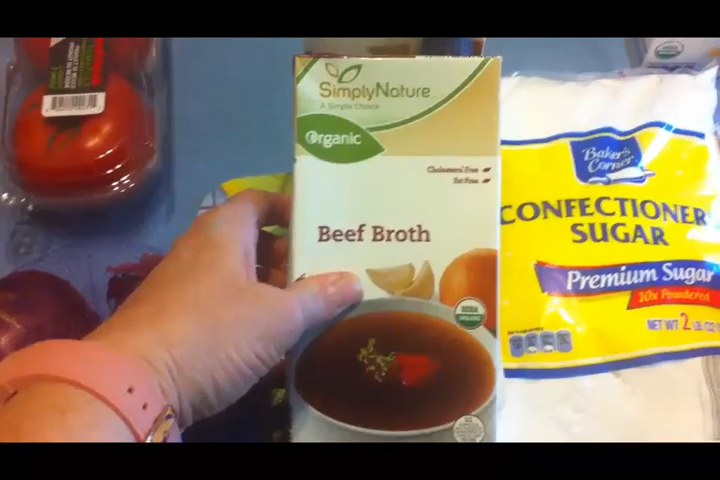 SimplyNature
A Simple Choice
Organic
Cholesterol Free
Fat Free
Beef Broth
USDA
ORGANIC
Baker's
Corner
CONFECTIONER
SUGAR
Premium Sugar
10x Powdered
NET WT 2 LB